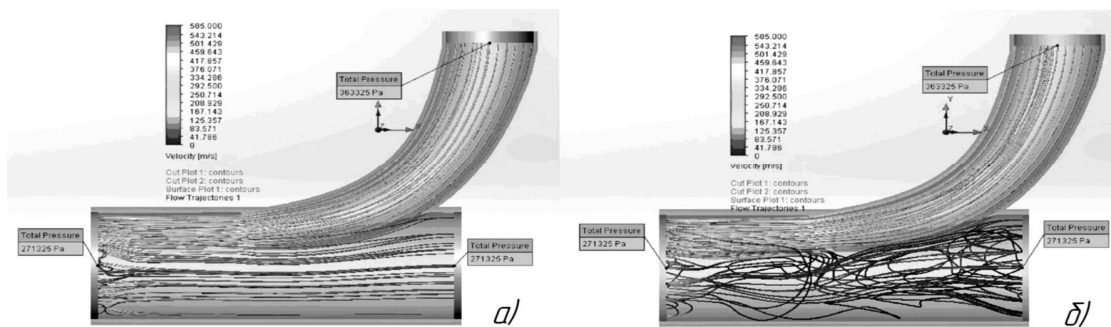 585.000
543.214
501.429
459.643
417.857
376.071
334.286
292.500
250.714
208.929
167.143
125.357
83.571
41.786
0
Velocity [m/s]
Cut Plot 1: contours
Cut Plot 2: contours
Surface Plot 1: contours
Flow Trajectories 1
Total Pressure
363325 Pa
Total Pressure
271325 Pa
Total Pressure
271325 Pa
а)
585.000
543.214
501.429
459.643
417.857
376.071
334.286
292.500
250.714
208.929
167.143
125.357
83.571
41.786
0
Velocity [m/s]
Cut Plot 1: contours
Cut Plot 2: contours
Surface Plot 1: contours
Flow Trajectories 1
Total Pressure
363325 Pa
Y
Total Pressure
271325 Pa
Total Pressure
271325 Pa
б)